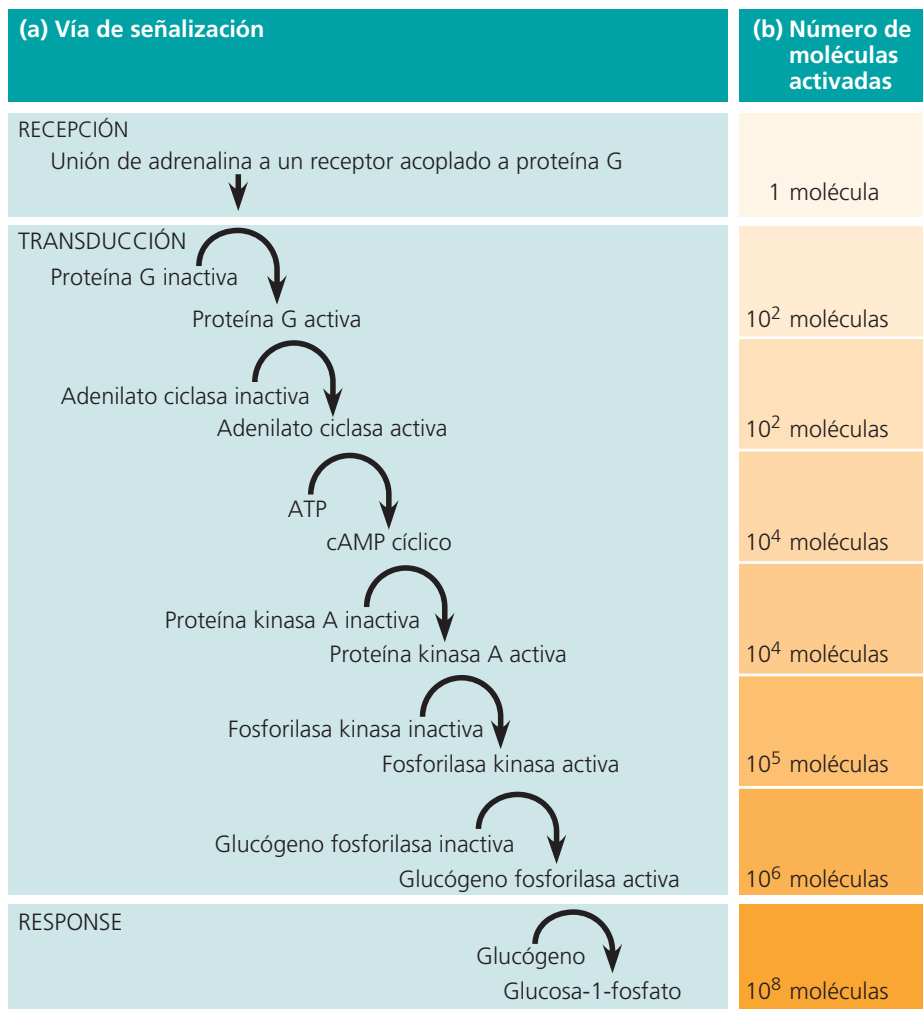 (a) Vía de señalización
(b) Número de
moléculas
activadas
RECEPCIÓN
Unión de adrenalina a un receptor acoplado a proteína G
1 molécula
TRANSDUCCIÓN
Proteína G inactiva
Proteína G activa
10² moléculas
Adenilato ciclasa inactiva
Adenilato ciclasa activa
10² moléculas
ATP
cAMP cíclico
10⁴ moléculas
Proteína kinasa A inactiva
Proteína kinasa A activa
10⁴ moléculas
Fosforilasa kinasa inactiva
Fosforilasa kinasa activa
10⁵ moléculas
Glucógeno fosforilasa inactiva
Glucógeno fosforilasa activa
10⁶ moléculas
RESPONSE
Glucógeno
Glucosa-1-fosfato
10⁸ moléculas